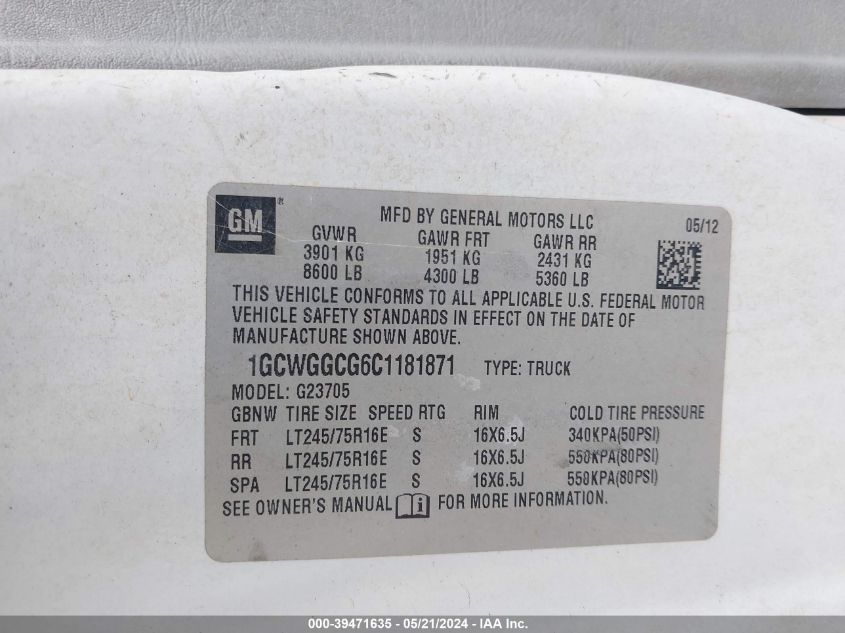 GM®
MFD BY GENERAL MOTORS LLC 05/12
GVWR GAWR FRT GAWR RR
3901 KG 1951 KG 2431 KG
8600 LB 4300 LB 5360 LB
THIS VEHICLE CONFORMS TO ALL APPLICABLE U.S. FEDERAL MOTOR
VEHICLE SAFETY STANDARDS IN EFFECT ON THE DATE OF
MANUFACTURE SHOWN ABOVE.
1GCWGGCG6C1181871 TYPE: TRUCK
MODEL: G23705
GBNW TIRE SIZE SPEED RTG RIM COLD TIRE PRESSURE
FRT LT245/75R16E S 16X6.5J 340KPA(50PSI)
RR LT245/75R16E S 16X6.5J 550KPA(80PSI)
SPA LT245/75R16E S 16X6.5J 550KPA(80PSI)
SEE OWNER'S MANUAL i FOR MORE INFORMATION.
000-39471635 - 05/21/2024 - IAA Inc.